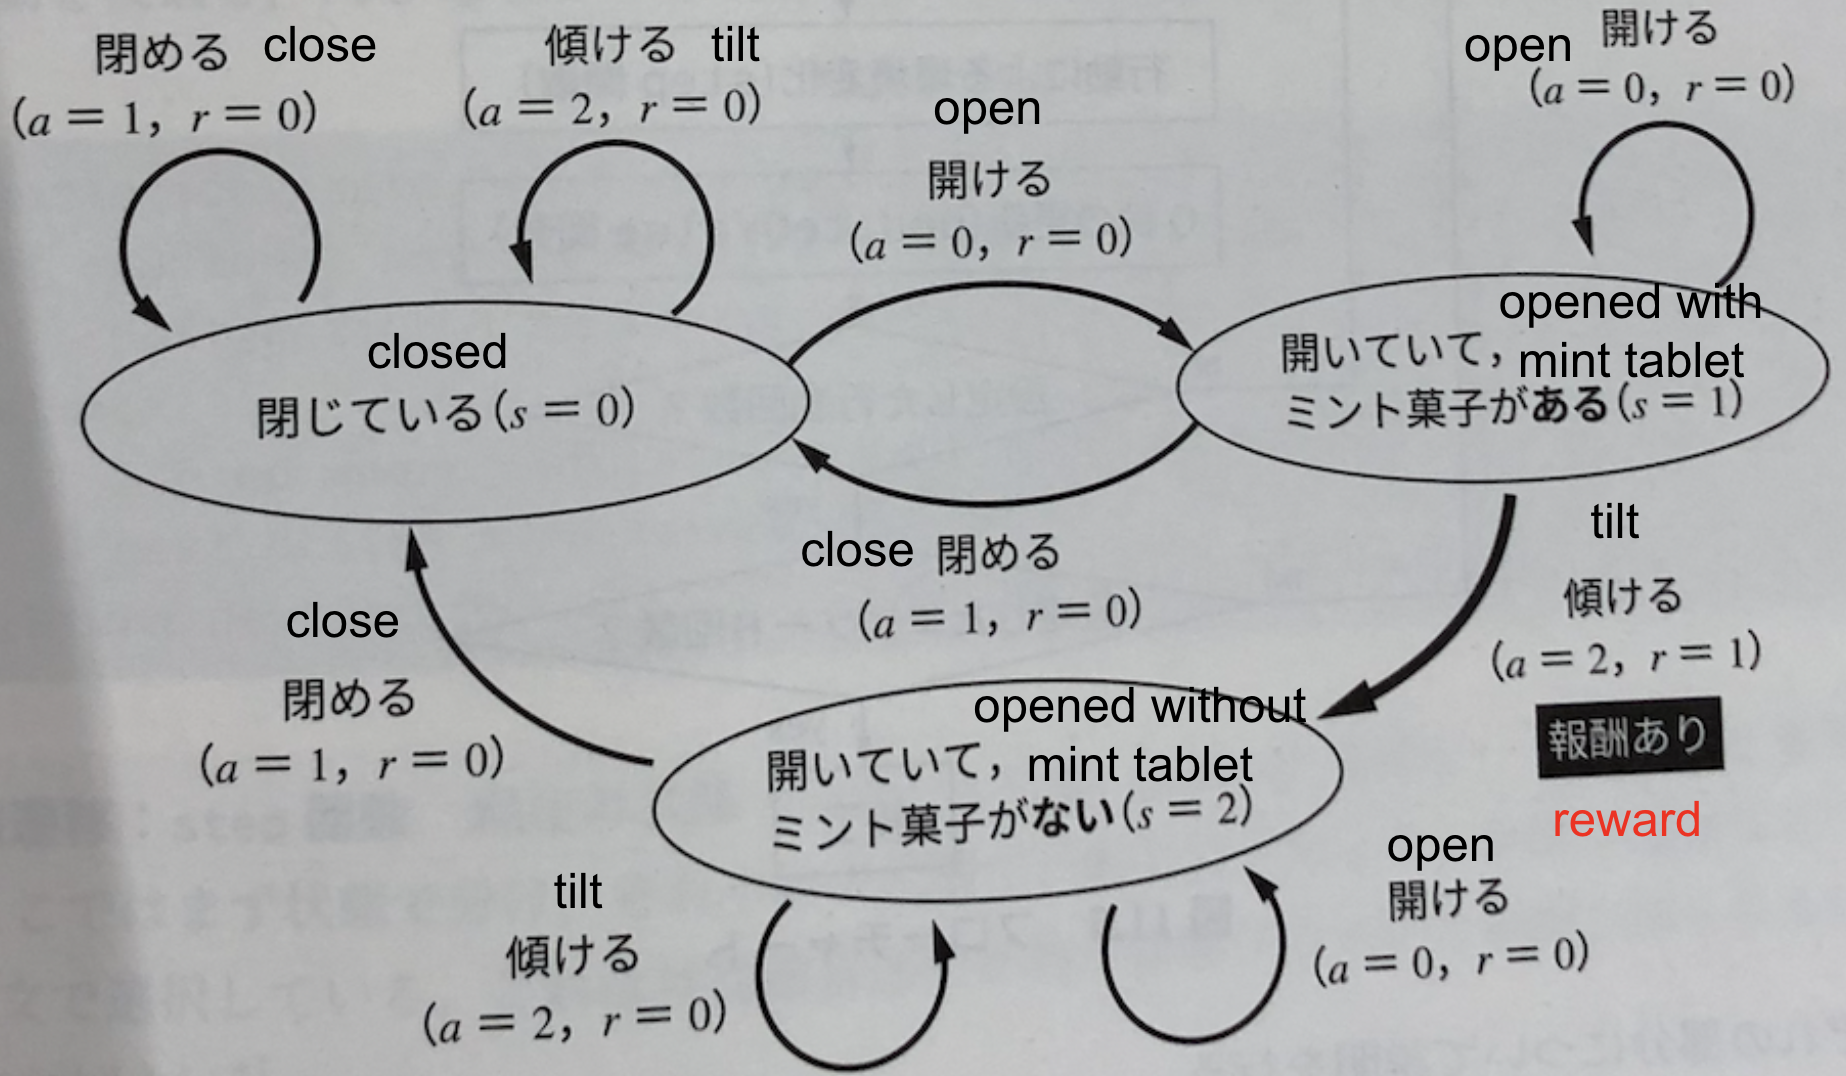 閉める close
(a = 1, r = 0)
傾ける tilt
(a = 2, r = 0)
open
開ける
(a = 0, r = 0)
open 開ける
(a = 0, r = 0)
closed
閉じている(s = 0)
opened with
開いていて， mint tablet
ミント菓子がある(s = 1)
close 閉める
(a = 1, r = 0)
tilt
傾ける
(a = 2, r = 1)
報酬あり
reward
close
閉める
(a = 1, r = 0)
opened without
開いていて， mint tablet
ミント菓子がない(s = 2)
tilt
傾ける
(a = 2, r = 0)
open
開ける
(a = 0, r = 0)